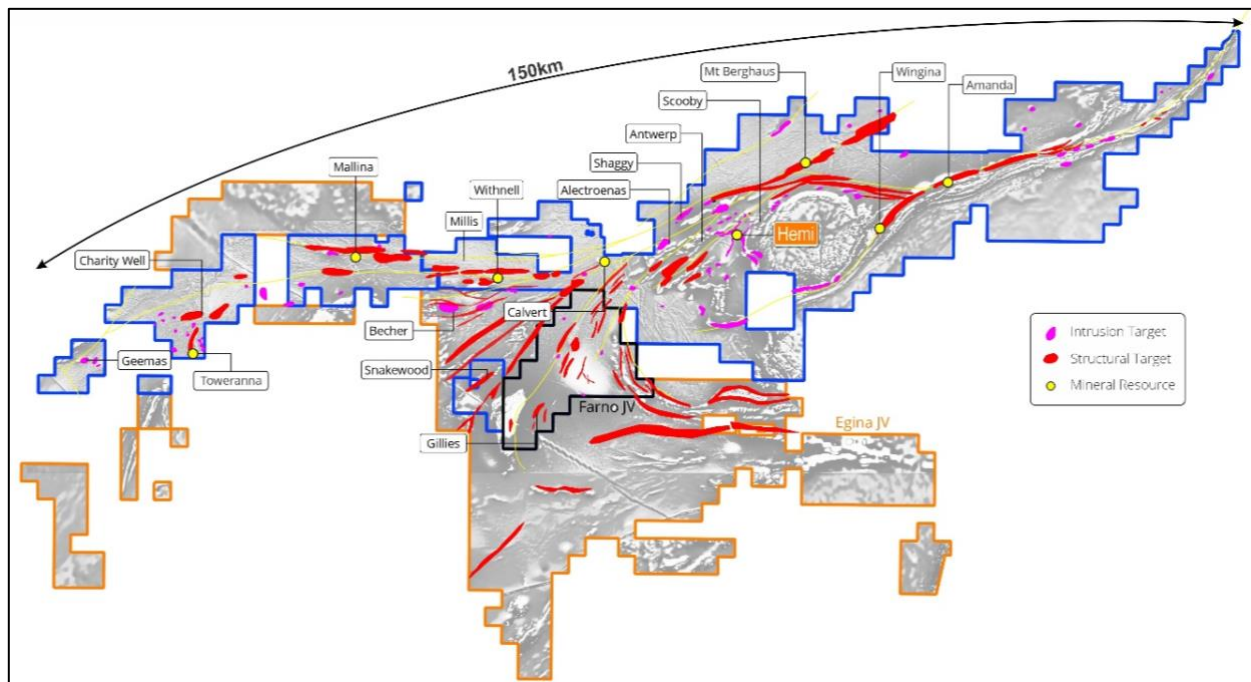 150km
Mt Berghaus
Wingina
Amanda
Scooby
Antwerp
Shaggy
Alectroenas
Mallina
Withnell
Millis
Charity Well
Hemi
Calvert
Becher
Geemas
Toweranna
Snakewood
Farno JV
Gillies
Egina JV
Intrusion Target
Structural Target
Mineral Resource